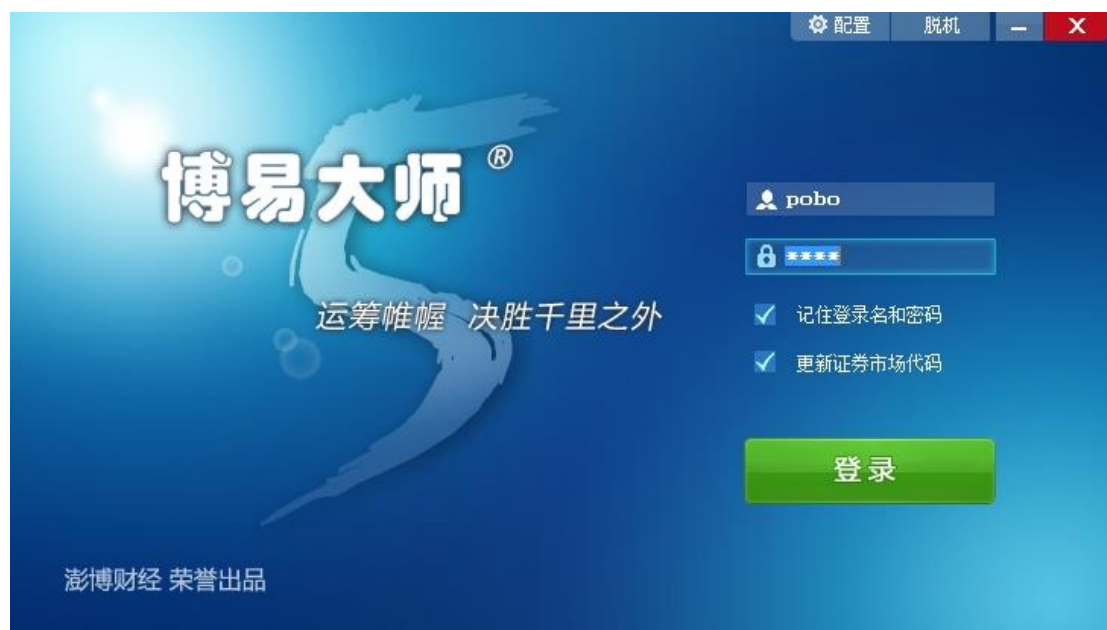 配置 脱机
博易大师®
5
pobo
****
运筹帷幄 决胜千里之外
记住登录名和密码
更新证券市场代码
登录
澎博财经 荣誉出品